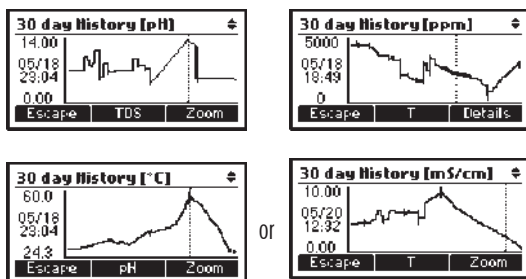 30 day History [pH]
14.00
05/18
23:04
0.00
Escape TDS Zoom
30 day History [ppm]
5000
05/18
18:49
0
Escape T Details
30 day History [°C]
60.0
05/18
23:04
24.3
Escape pH Zoom
or
30 day History [mS/cm]
10.00
05/20
12:32
0.00
Escape T Zoom